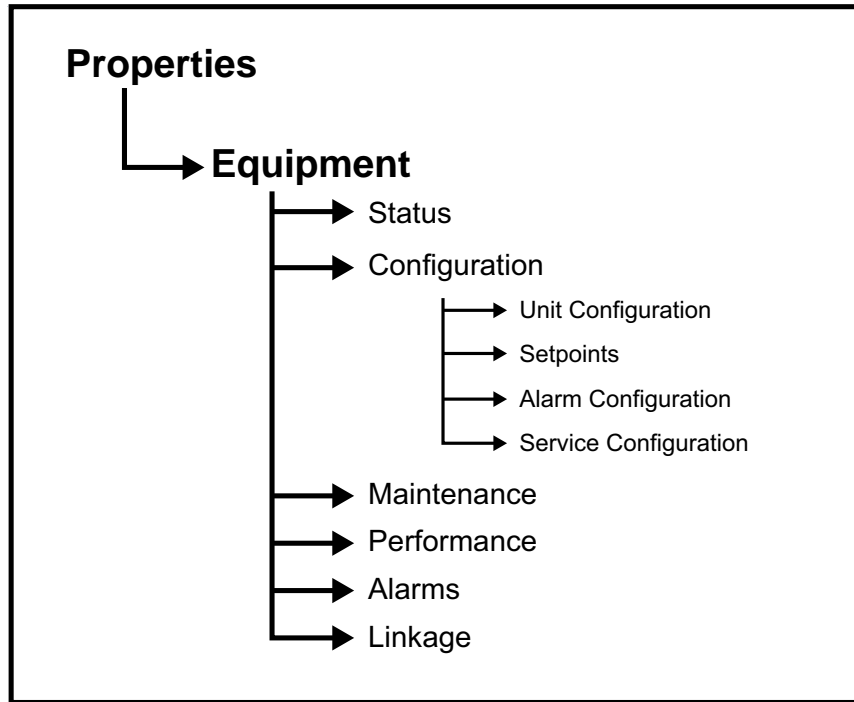 Properties
Equipment
Status
Configuration
Unit Configuration
Setpoints
Alarm Configuration
Service Configuration
Maintenance
Performance
Alarms
Linkage